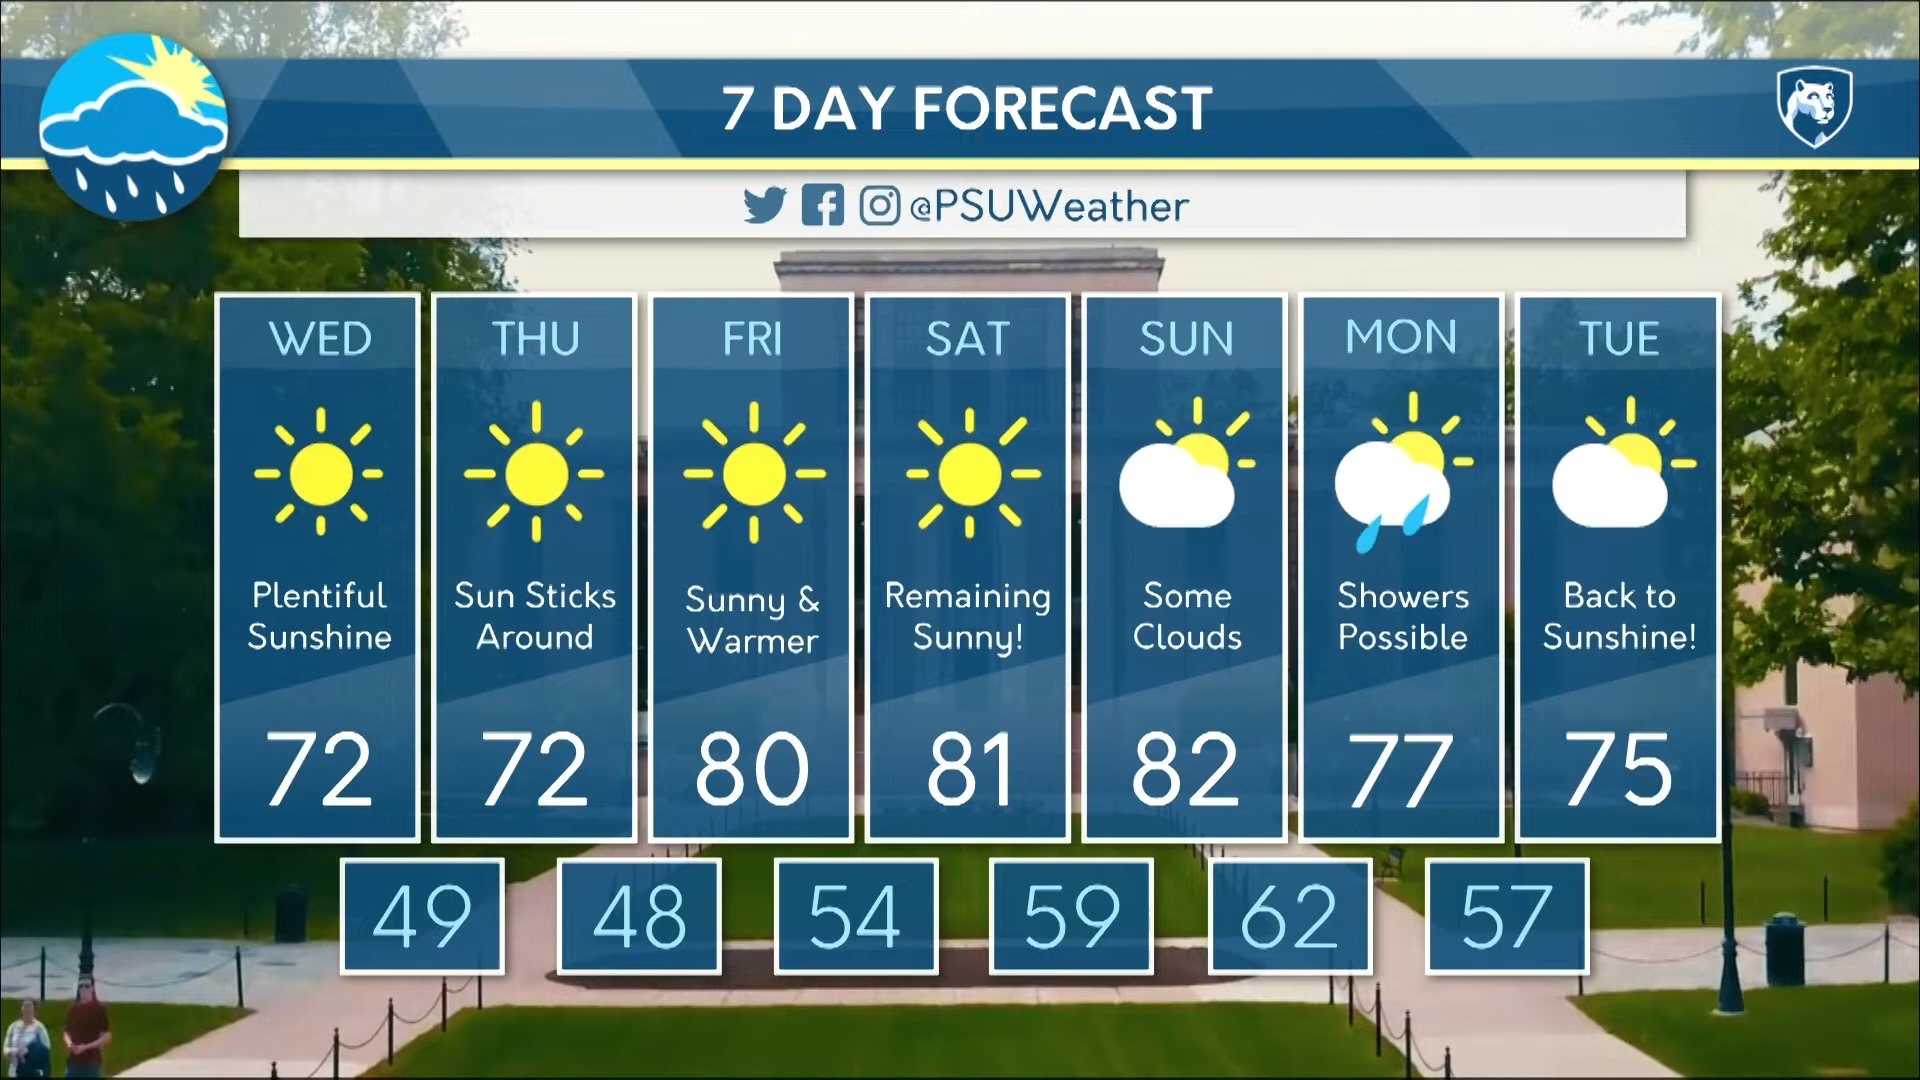 7 DAY FORECAST
@PSUWeather
WED
Plentiful
Sunshine
72
THU
Sun Sticks
Around
72
FRI
Sunny &
Warmer
80
SAT
Remaining
Sunny!
81
SUN
Some
Clouds
82
MON
Showers
Possible
77
TUE
Back to
Sunshine!
75
49
48
54
59
62
57